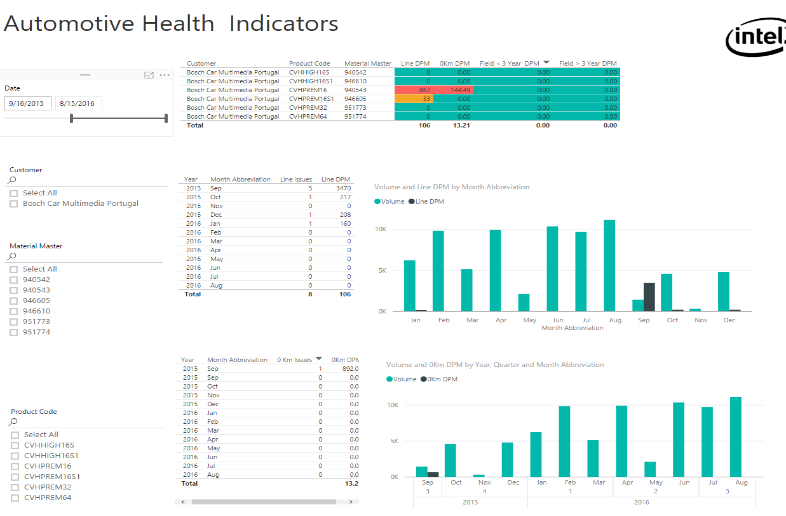 Automotive Health Indicators
intel
Date
9/16/2015 8/15/2016
Customer Product Code Material Master Line DPM 0Km DPM Field < 3 Year DPM Field > 3 Year DPM
Bosch Car Multimedia Portugal CVHHIGH16S 940542 0 0.00 0.00 0.00
Bosch Car Multimedia Portugal CVHHIGH16S1 946610 0 0.00 0.00 0.00
Bosch Car Multimedia Portugal CVHPREM16 940543 867 144.49 0.00 0.00
Bosch Car Multimedia Portugal CVHPREM16S1 946605 33 0.00 0.00 0.00
Bosch Car Multimedia Portugal CVHPREM32 951773 0 0.00 0.00 0.00
Bosch Car Multimedia Portugal CVHPREM64 951774 0 0.00 0.00 0.00
Total 106 13.21 0.00 0.00
Customer
Select All
Bosch Car Multimedia Portugal
Material Master
Select All
940542
940543
946605
946610
951773
951774
Product Code
Select All
CVHHIGH16S
CVHHIGH16S1
CVHPREM16
CVHPREM16S1
CVHPREM32
CVHPREM64
Year Month Abbreviation Line Issues Line DPM
2015 Sep 5 3470
2015 Oct 1 217
2015 Nov 0 0
2015 Dec 1 208
2016 Jan 1 160
2016 Feb 0 0
2016 Mar 0 0
2016 Apr 0 0
2016 May 0 0
2016 Jun 0 0
2016 Jul 0 0
2016 Aug 0 0
Total 8 106
Volume and Line DPM by Month Abbreviation
Volume Line DPM
10K
5K
0K
Jan Feb Mar Apr May Jun Jul Aug Sep Oct Nov Dec
Month Abbreviation
Year Month Abbreviation 0 Km Issues 0Km DPM
2015 Sep 1 892.0
2015 Sep 0 0.0
2015 Oct 0 0.0
2015 Nov 0 0.0
2015 Dec 0 0.0
2016 Jan 0 0.0
2016 Feb 0 0.0
2016 Mar 0 0.0
2016 Apr 0 0.0
2016 May 0 0.0
2016 Jun 0 0.0
2016 Jul 0 0.0
2016 Aug 0 0.0
Total 13.2
Volume and 0Km DPM by Year, Quarter and Month Abbreviation
Volume 0Km DPM
10K
5K
0K
Sep Oct Nov Dec Jan Feb Mar Apr May Jun Jul Aug
3 4 1 2 3
2015 2016